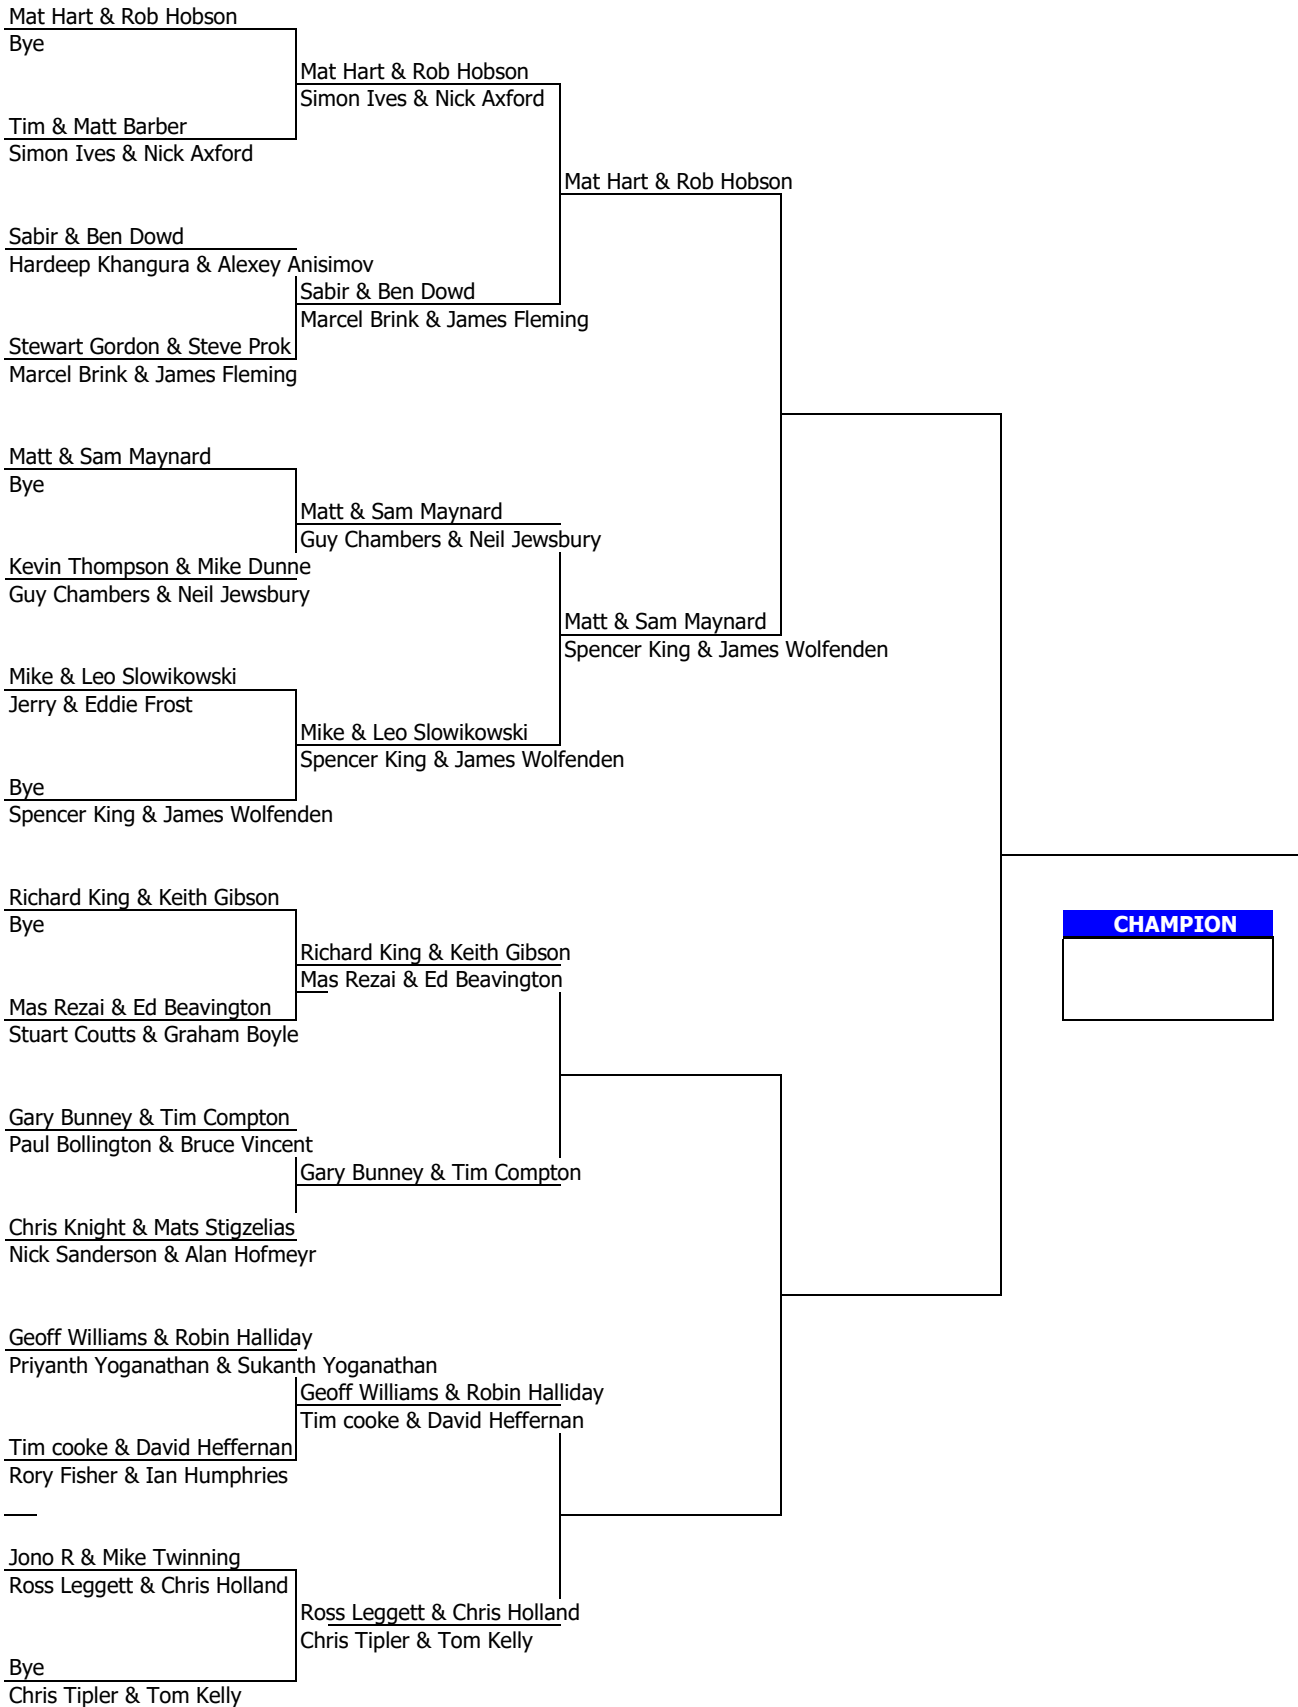 Mat Hart & Rob Hobson
Bye
Mat Hart & Rob Hobson
Simon Ives & Nick Axford
Tim & Matt Barber
Simon Ives & Nick Axford
Mat Hart & Rob Hobson
Sabir & Ben Dowd
Hardeep Khangura & Alexey Anisimov
Sabir & Ben Dowd
Marcel Brink & James Fleming
Stewart Gordon & Steve Prok
Marcel Brink & James Fleming
Matt & Sam Maynard
Bye
Matt & Sam Maynard
Guy Chambers & Neil Jewsbury
Kevin Thompson & Mike Dunne
Guy Chambers & Neil Jewsbury
Matt & Sam Maynard
Spencer King & James Wolfenden
Mike & Leo Slowikowski
Jerry & Eddie Frost
Mike & Leo Slowikowski
Spencer King & James Wolfenden
Bye
Spencer King & James Wolfenden
Richard King & Keith Gibson
Bye
CHAMPION
Richard King & Keith Gibson
Mas Rezai & Ed Beavington
Mas Rezai & Ed Beavington
Stuart Coutts & Graham Boyle
Gary Bunney & Tim Compton
Paul Bollington & Bruce Vincent
Gary Bunney & Tim Compton
Chris Knight & Mats Stigzelias
Nick Sanderson & Alan Hofmeyr
Geoff Williams & Robin Halliday
Priyanth Yoganathan & Sukanth Yoganathan
Geoff Williams & Robin Halliday
Tim cooke & David Heffernan
Tim cooke & David Heffernan
Rory Fisher & Ian Humphries
Jono R & Mike Twinning
Ross Leggett & Chris Holland
Ross Leggett & Chris Holland
Chris Tipler & Tom Kelly
Bye
Chris Tipler & Tom Kelly